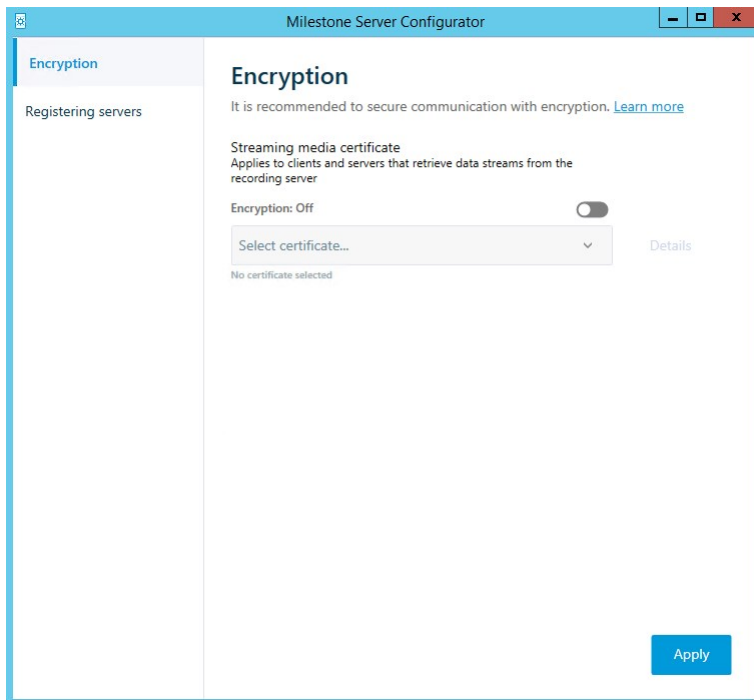 Milestone Server Configurator
Encryption
Registering servers
Encryption
It is recommended to secure communication with encryption. Learn more
Streaming media certificate
Applies to clients and servers that retrieve data streams from the
recording server
Encryption: Off
Select certificate...
Details
No certificate selected
Apply